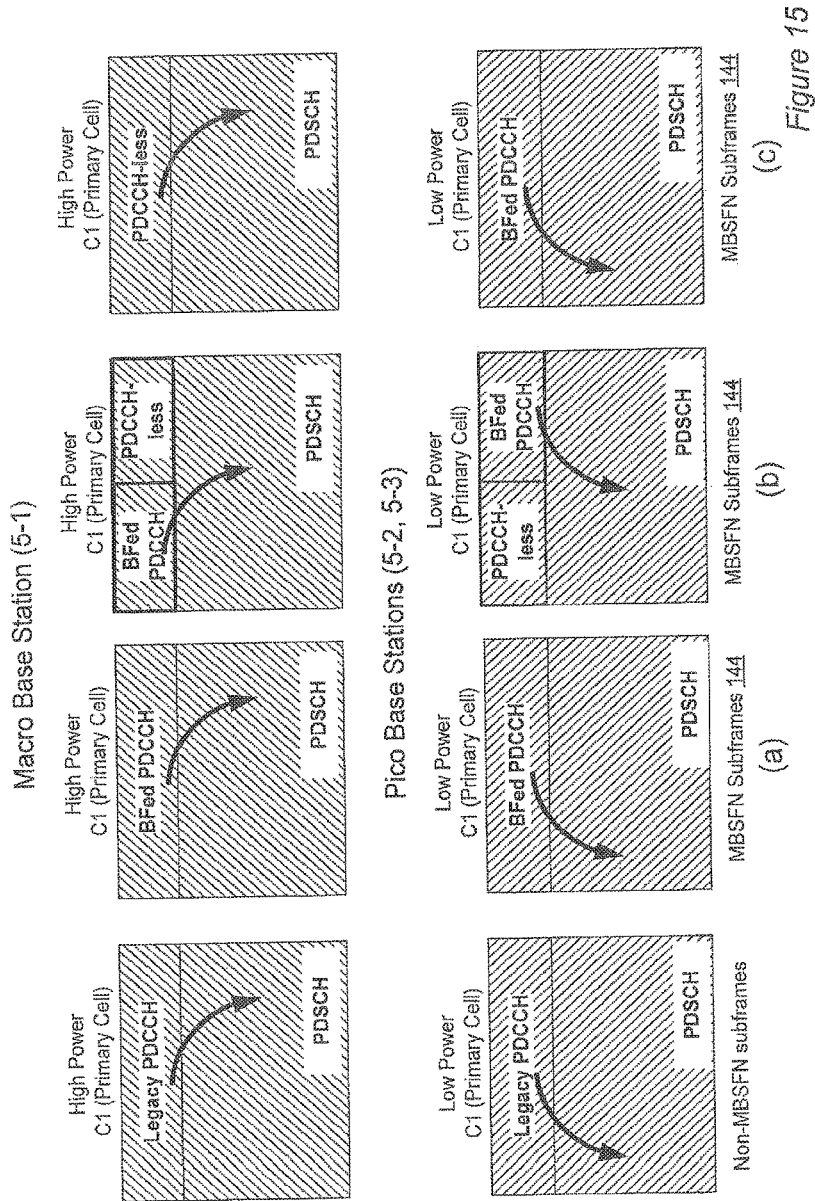 Macro Base Station (5-1)
High Power
C1 (Primary Cell)
Legacy PDCCH
PDSCH
High Power
C1 (Primary Cell)
BFed PDCCH
PDSCH
High Power
C1 (Primary Cell)
BFed
PDCCH
PDCCH-
less
PDSCH
High Power
C1 (Primary Cell)
PDCCH-less
PDSCH
Pico Base Stations (5-2, 5-3)
Low Power
C1 (Primary Cell)
Legacy PDCCH
PDSCH
Non-MBSFN subframes
Low Power
C1 (Primary Cell)
BFed PDCCH
PDSCH
MBSFN Subframes 144
(a)
Low Power
C1 (Primary Cell)
PDCCH-
less
BFed
PDCCH
PDSCH
MBSFN Subframes 144
(b)
Low Power
C1 (Primary Cell)
BFed PDCCH
PDSCH
MBSFN Subframes 144
(c)
Figure 15